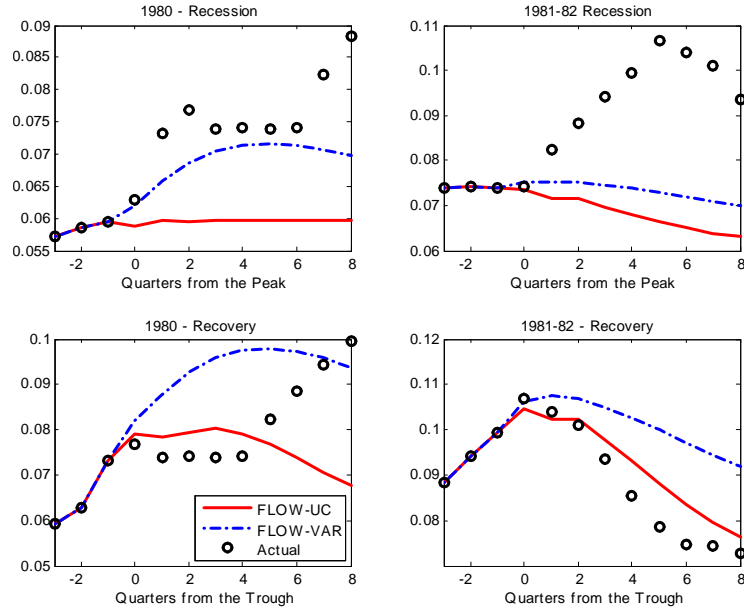 1980 - Recession
0.09
0.085
0.08
0.075
0.07
0.065
0.06
0.055
-2 0 2 4 6 8
Quarters from the Peak
1981-82 Recession
0.11
0.1
0.09
0.08
0.07
0.06
-2 0 2 4 6 8
Quarters from the Peak
1980 - Recovery
0.1
0.09
0.08
0.07
0.06
0.05
-2 0 2 4 6 8
Quarters from the Trough
FLOW-UC
FLOW-VAR
Actual
1981-82 - Recovery
0.12
0.11
0.1
0.09
0.08
-2 0 2 4 6 8
Quarters from the Trough